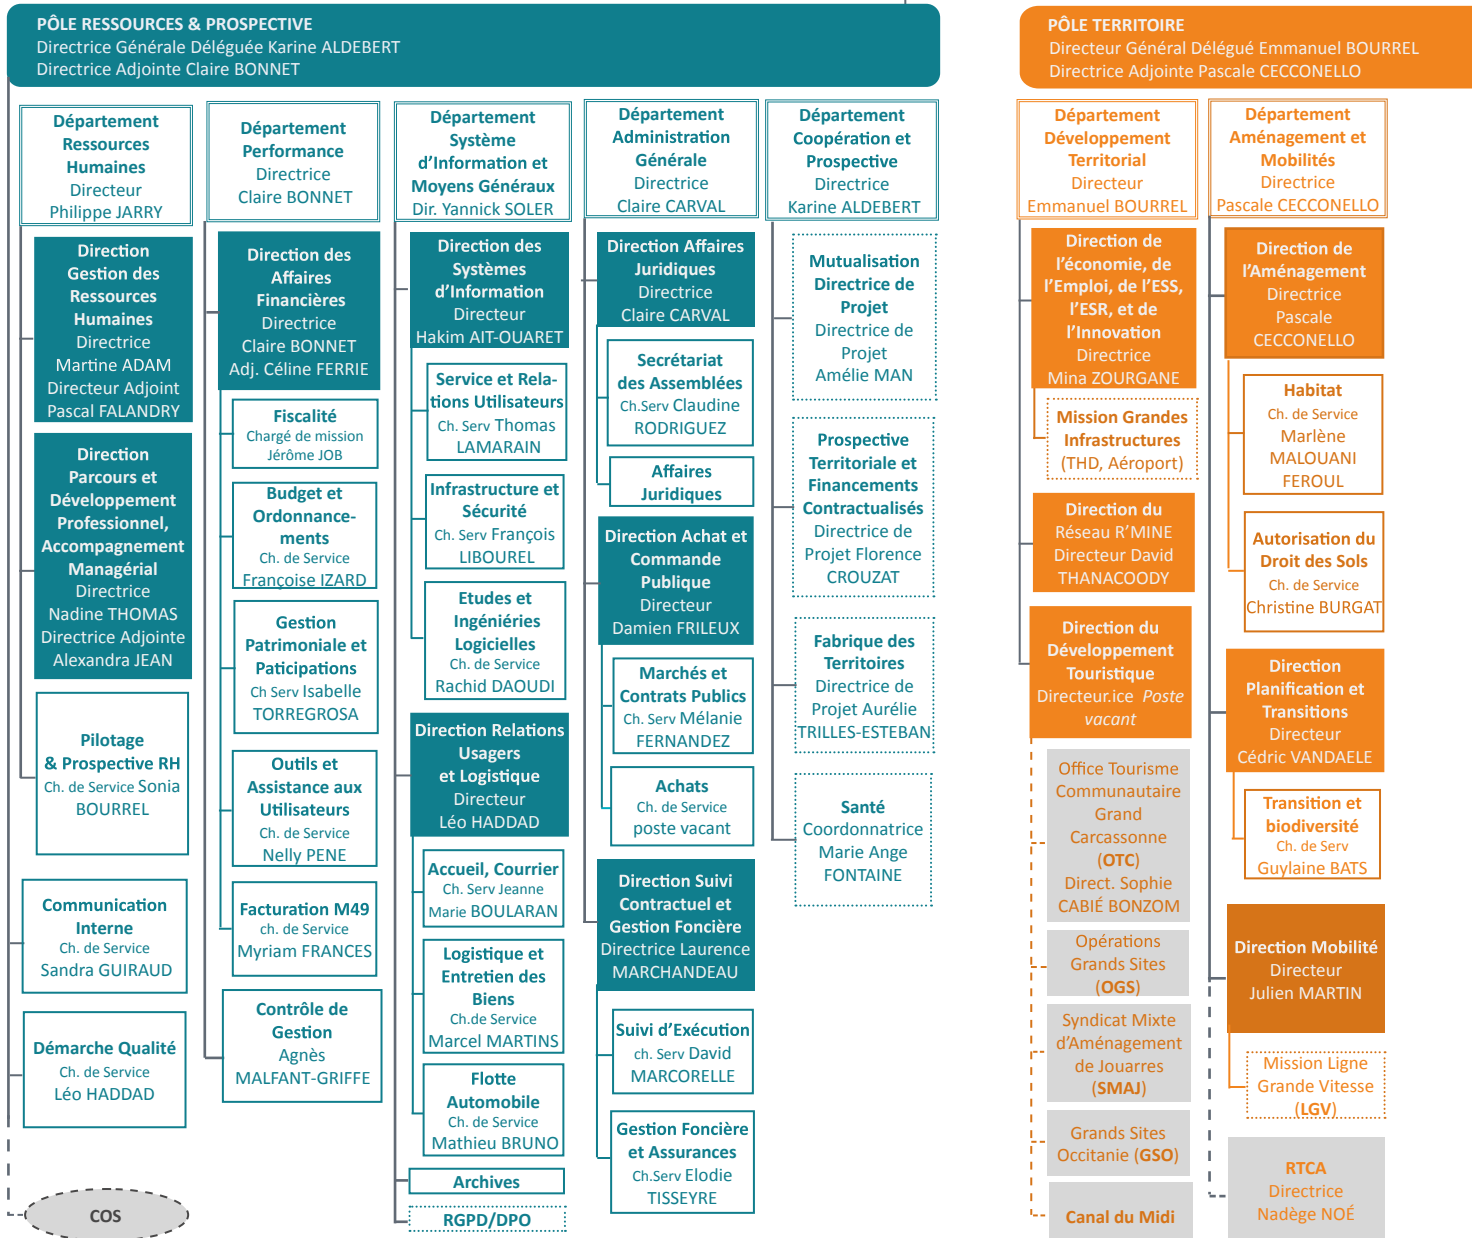 PÔLE RESSOURCES & PROSPECTIVE
Directrice Générale Déléguée Karine ALDEBERT
Directrice Adjointe Claire BONNET
Département
Ressources
Humaines
Directeur
Philippe JARRY
Direction
Gestion des
Ressources
Humaines
Directrice
Martine ADAM
Directeur Adjoint
Pascal FALANDRY
Direction
Parcours et
Développement
Professionnel,
Accompagnement
Managérial
Directrice
Nadine THOMAS
Directrice Adjointe
Alexandra JEAN
Pilotage
& Prospective RH
Ch. de Service Sonia
BOURREL
Communication
Interne
Ch. de Service
Sandra GUIRAUD
Démarche Qualité
Ch. de Service
Léo HADDAD
COS
Département
Performance
Directrice
Claire BONNET
Direction des
Affaires
Financières
Directrice
Claire BONNET
Adj. Céline FERRIE
Fiscalité
Chargé de mission
Jérôme JOB
Budget et
Ordonnance-
ments
Ch. de Service
Françoise IZARD
Gestion
Patrimoniale et
Paticipations
Ch Serv Isabelle
TORREGROSA
Outils et
Assistance aux
Utilisateurs
Ch. de Service
Nelly PENE
Facturation M49
Ch. de Service
Myriam FRANCES
Contrôle de
Gestion
Agnès
MALFANT-GRIFFE
Département
Système
d'Information et
Moyens Généraux
Dir. Yannick SOLER
Direction des
Systèmes
d'Information
Directeur
Hakim AIT-OUARET
Service et Rela-
tions Utilisateurs
Ch. Serv Thomas
LAMARAIN
Infrastructure et
Sécurité
Ch. Serv François
LIBOUREL
Etudes et
Ingéniéries
Logicielles
Ch. de Service
Rachid DAOUDI
Direction Relations
Usagers
et Logistique
Directeur
Léo HADDAD
Accueil, Courrier
Ch. Serv Jeanne
Marie BOULARAN
Logistique et
Entretien des
Biens
Ch.de Service
Marcel MARTINS
Flotte
Automobile
Ch. de Service
Mathieu BRUNO
Archives
RGPD/DPO
Département
Administration
Générale
Directrice
Claire CARVAL
Direction Affaires
Juridiques
Directrice
Claire CARVAL
Secrétariat
des Assemblées
Ch.Serv Claudine
RODRIGUEZ
Affaires
Juridiques
Direction Achat et
Commande
Publique
Directeur
Damien FRILEUX
Marchés et
Contrats Publics
Ch. Serv Mélanie
FERNANDEZ
Achats
Ch. de Service
poste vacant
Direction Suivi
Contractuel et
Gestion Foncière
Directrice Laurence
MARCHANDEAU
Suivi d'Exécution
ch. Serv David
MARCORELLE
Gestion Foncière
et Assurances
Ch.Serv Elodie
TISSEYRE
Département
Coopération et
Prospective
Directrice
Karine ALDEBERT
Mutualisation
Directrice de
Projet
Directrice de
Projet
Amélie MAN
Prospective
Territoriale et
Financements
Contractualisés
Directrice de
Projet Florence
CROUZAT
Fabrique des
Territoires
Directrice de
Projet Aurélie
TRILLES-ESTEBAN
Santé
Coordonnatrice
Marie Ange
FONTAINE
PÔLE TERRITOIRE
Directeur Général Délégué Emmanuel BOURREL
Directrice Adjointe Pascale CECCONELLO
Département
Développement
Territorial
Directeur
Emmanuel BOURREL
Direction de
l'économie, de
l'Emploi, de l'ESS,
l'ESR, et de
l'Innovation
Directrice
Mina ZOURGANE
Mission Grandes
Infrastructures
(THD, Aéroport)
Direction du
Réseau R'MINE
Directeur David
THANACOODY
Direction du
Développement
Touristique
Directeur.ice Poste
vacant
Office Tourisme
Communautaire
Grand
Carcassonne
(OTC)
Direct. Sophie
CABIÉ BONZOM
Opérations
Grands Sites
(OGS)
Syndicat Mixte
d'Aménagement
de Jouarres
(SMAJ)
Grands Sites
Occitanie (GSO)
Canal du Midi
Département
Aménagement et
Mobilités
Directrice
Pascale CECCONELLO
Direction de
l'Aménagement
Directrice
Pascale
CECCONELLO
Habitat
Ch. de Service
Marlène
MALOUANI
FEROUL
Autorisation du
Droit des Sols
Ch. de Service
Christine BURGAT
Direction
Planification et
Transitions
Directeur
Cédric VANDAELE
Transition et
biodiversité
Ch. de Serv
Guylaine BATS
Direction Mobilité
Directeur
Julien MARTIN
Mission Ligne
Grande Vitesse
(LGV)
RTCA
Directrice
Nadège NOÉ